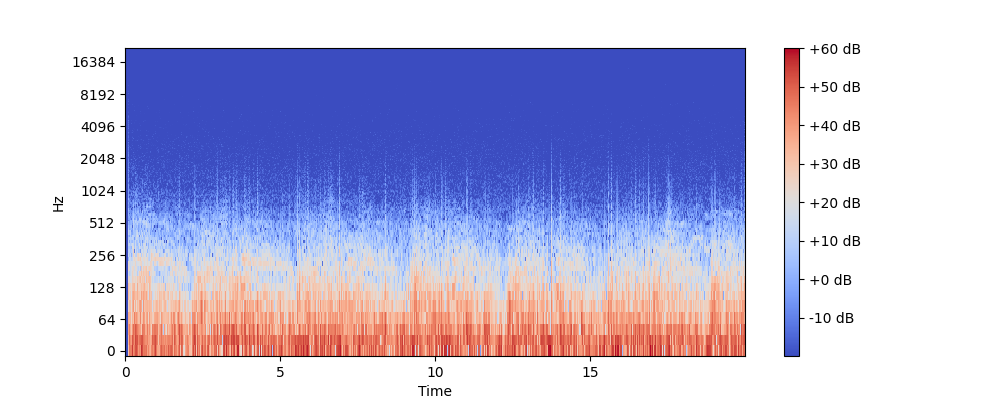 16384
8192
4096
2048
1024
512
256
128
64
0
Hz
0 5 10 15
Time
+60 dB
+50 dB
+40 dB
+30 dB
+20 dB
+10 dB
+0 dB
-10 dB